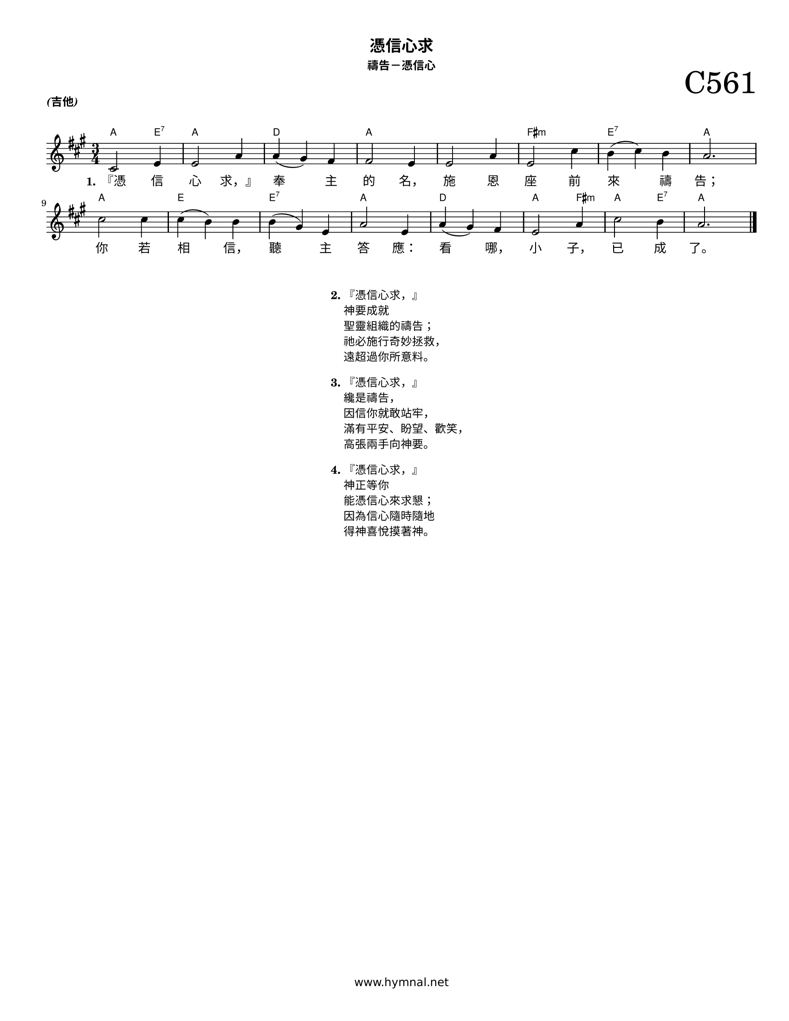 憑信心求
禱告－憑信心
C561
(吉他)
A E7 A D A F♯m E7 A
3/4
1. 『憑 信 心 求，』 奉 主 的 名， 施 恩 座 前 來 禱 告；
9
A E E7 A D A F♯m A E7 A
你 若 相 信， 聽 主 答 應： 看 哪， 小 子， 已 成 了。
2. 『憑信心求，』
神要成就
聖靈組織的禱告；
祂必施行奇妙拯救，
遠超過你所意料。
3. 『憑信心求，』
纔是禱告，
因信你就敢站牢，
滿有平安、盼望、歡笑，
高張兩手向神要。
4. 『憑信心求，』
神正等你
能憑信心來求懇；
因為信心隨時隨地
得神喜悅摸著神。
www.hymnal.net